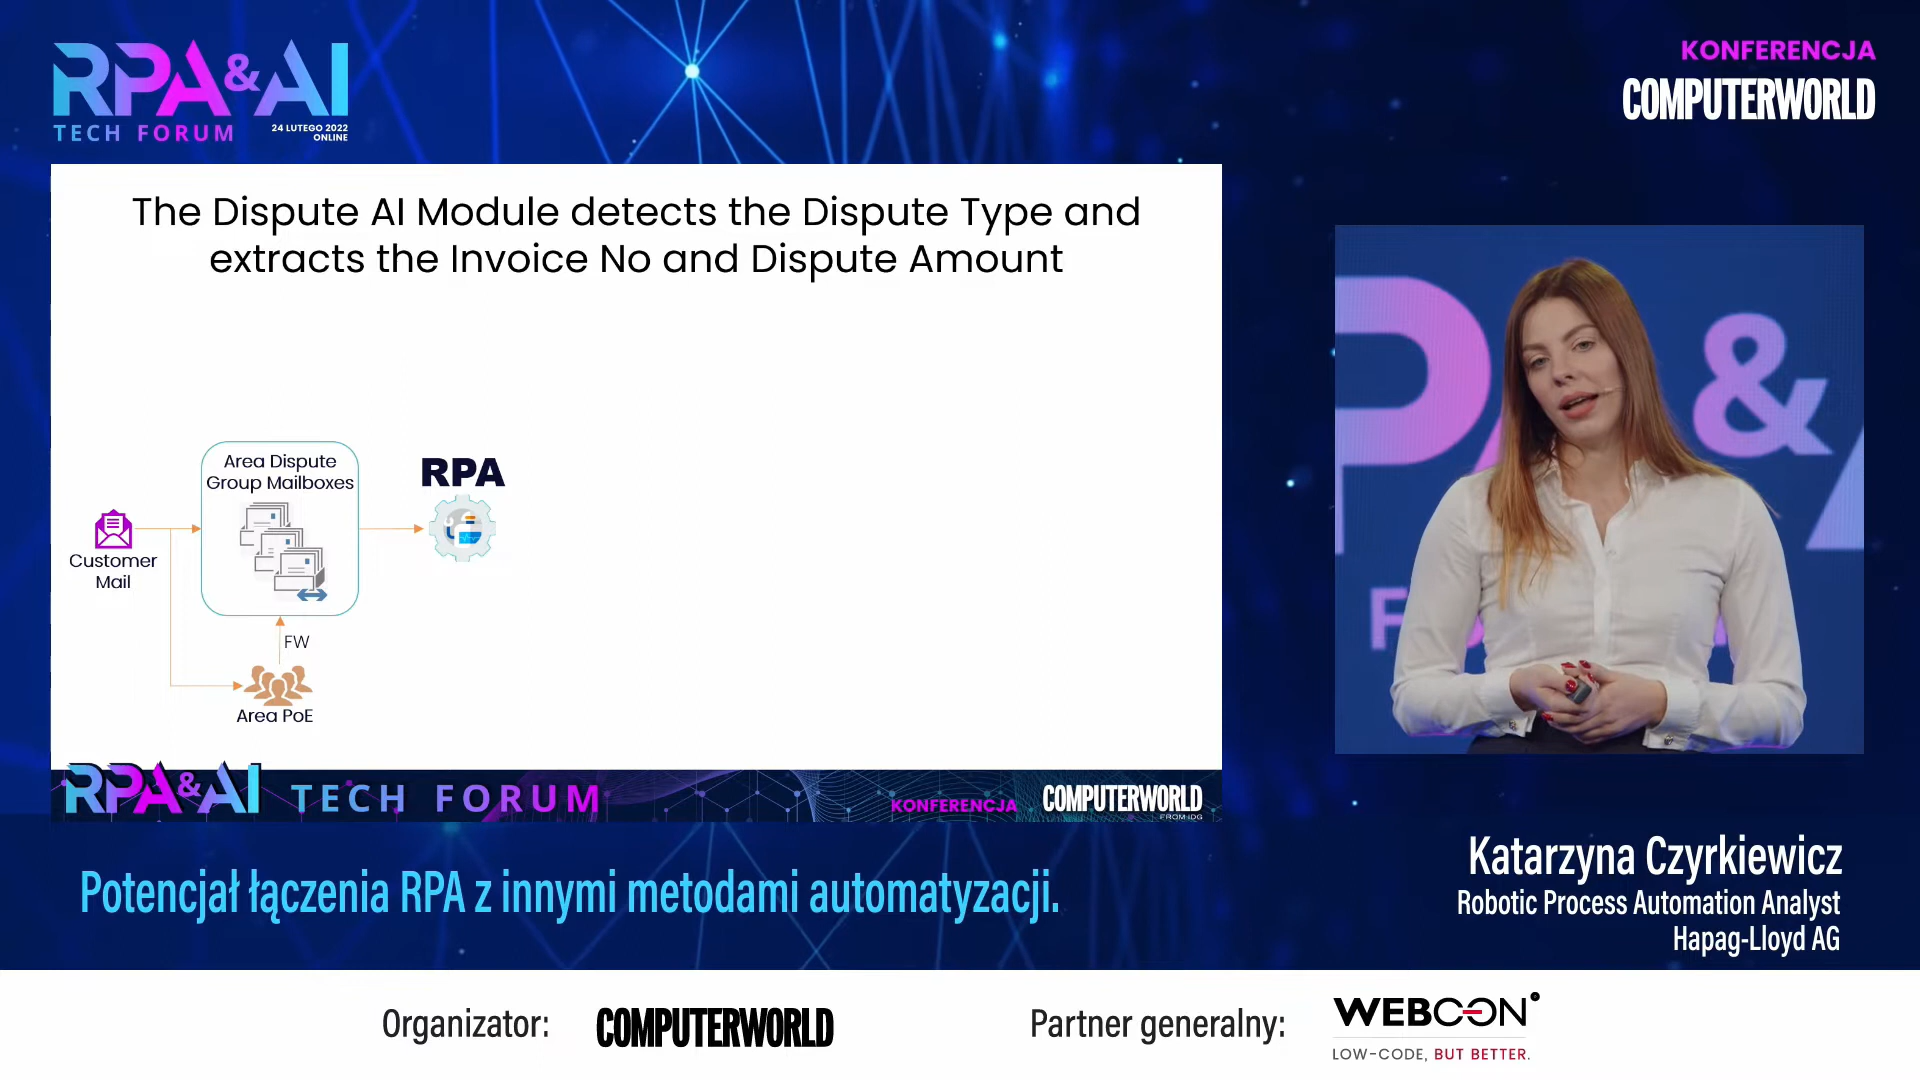 RPA&AI
TECH FORUM
24 LUTEGO 2022
ONLINE
KONFERENCJA
COMPUTERWORLD
The Dispute AI Module detects the Dispute Type and
extracts the Invoice No and Dispute Amount
Area Dispute
Group Mailboxes
RPA
Customer
Mail
FW
Area PoE
RPA&AI TECH FORUM
KONFERENCJA
COMPUTERWORLD
FROM IDG
P &
F
Potencjał łączenia RPA z innymi metodami automatyzacji.
Katarzyna Czyrkiewicz
Robotic Process Automation Analyst
Hapag-Lloyd AG
Organizator:
COMPUTERWORLD
Partner generalny:
WEBCON
LOW-CODE, BUT BETTER.